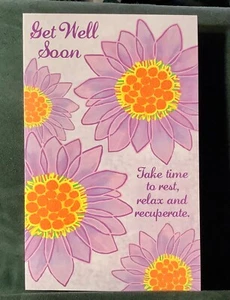 Get Well
Soon
Take time
to rest,
relax and
recuperate.